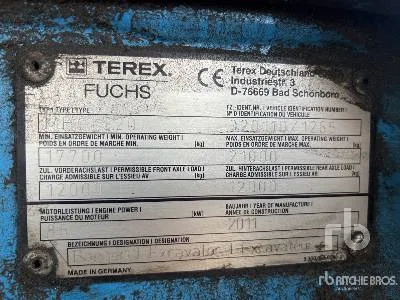 TEREX.
FUCHS
CE
Terex Deutschland
Industriestr. 3
D-76669 Bad Schönborn
TYP | TYPE | TYPE
FZ.-IDENT.NR. | VEHICLE IDENTIFICATION NUMBER |
Nº D IDENTIFICATION DU VEHICULE
MIN. EINSATZGEWICHT | MIN. OPERATING WEIGHT |
POIDS EN ORDRE DE MARCHE MIN. [kg]
MAX. EINSATZGEWICHT | MAX. OPERATING WEIGHT |
POIDS EN ORDRE DE MARCHE MAX. [kg]
ZUL. VORDERACHSLAST | PERMISSIBLE FRONT AXLE LOAD |
CHARGE ADMISSIBLE SUR L'ESSIEU AV [kg]
ZUL. HINTERACHSLAST | PERMISSIBLE REAR AXLE LOAD |
CHARGE ADMISSIBLE SUR L'ESSIEU
12000
MOTORLEISTUNG | ENGINE POWER |
PUISSANCE DU MOTEUR [kW]
BAUJAHR | YEAR OF MANUFACTURE |
ANNEE DE CONSTRUCTION
2011
BEZEICHNUNG | DESIGNATION | DESIGNATION
Excavator | Excavateur
MADE IN GERMANY
rb
RITCHIE BROS.